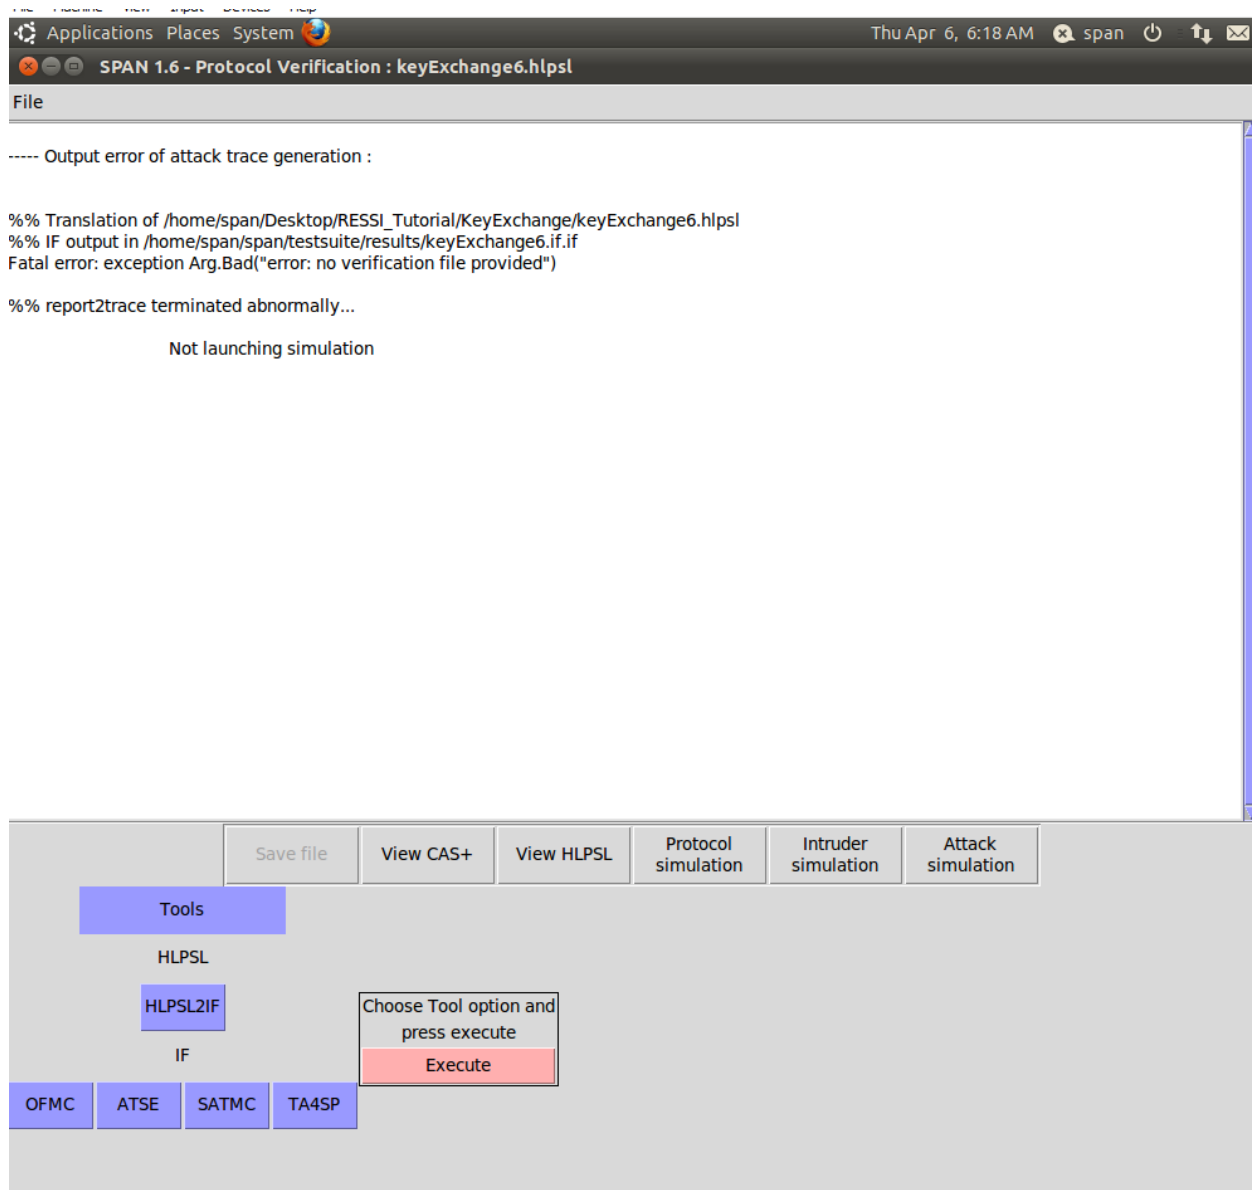 Applications Places System Thu Apr 6, 6:18 AM span
SPAN 1.6 - Protocol Verification : keyExchange6.hlpsl
File
----- Output error of attack trace generation :
%% Translation of /home/span/Desktop/RESSI_Tutorial/KeyExchange/keyExchange6.hlpsl
%% IF output in /home/span/span/testsuite/results/keyExchange6.if.if
Fatal error: exception Arg.Bad("error: no verification file provided")
%% report2trace terminated abnormally...
Not launching simulation
Save file
View CAS+
View HLPSL
Protocol
simulation
Intruder
simulation
Attack
simulation
Tools
HLPSL
HLPSL2IF
Choose Tool option and
press execute
IF
Execute
OFMC
ATSE
SATMC
TA4SP